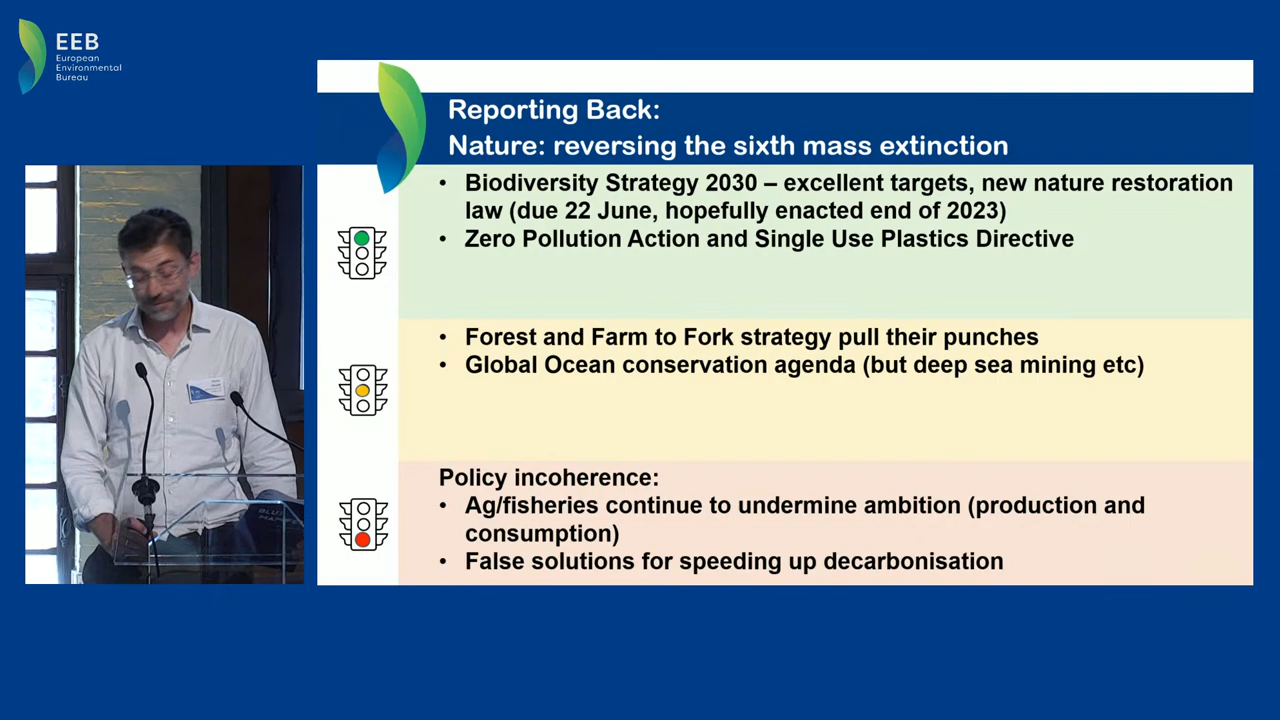 EEB
European
Environmental
Bureau
Reporting Back:
Nature: reversing the sixth mass extinction
• Biodiversity Strategy 2030 – excellent targets, new nature restoration
law (due 22 June, hopefully enacted end of 2023)
• Zero Pollution Action and Single Use Plastics Directive
• Forest and Farm to Fork strategy pull their punches
• Global Ocean conservation agenda (but deep sea mining etc)
Policy incoherence:
• Ag/fisheries continue to undermine ambition (production and
consumption)
• False solutions for speeding up decarbonisation